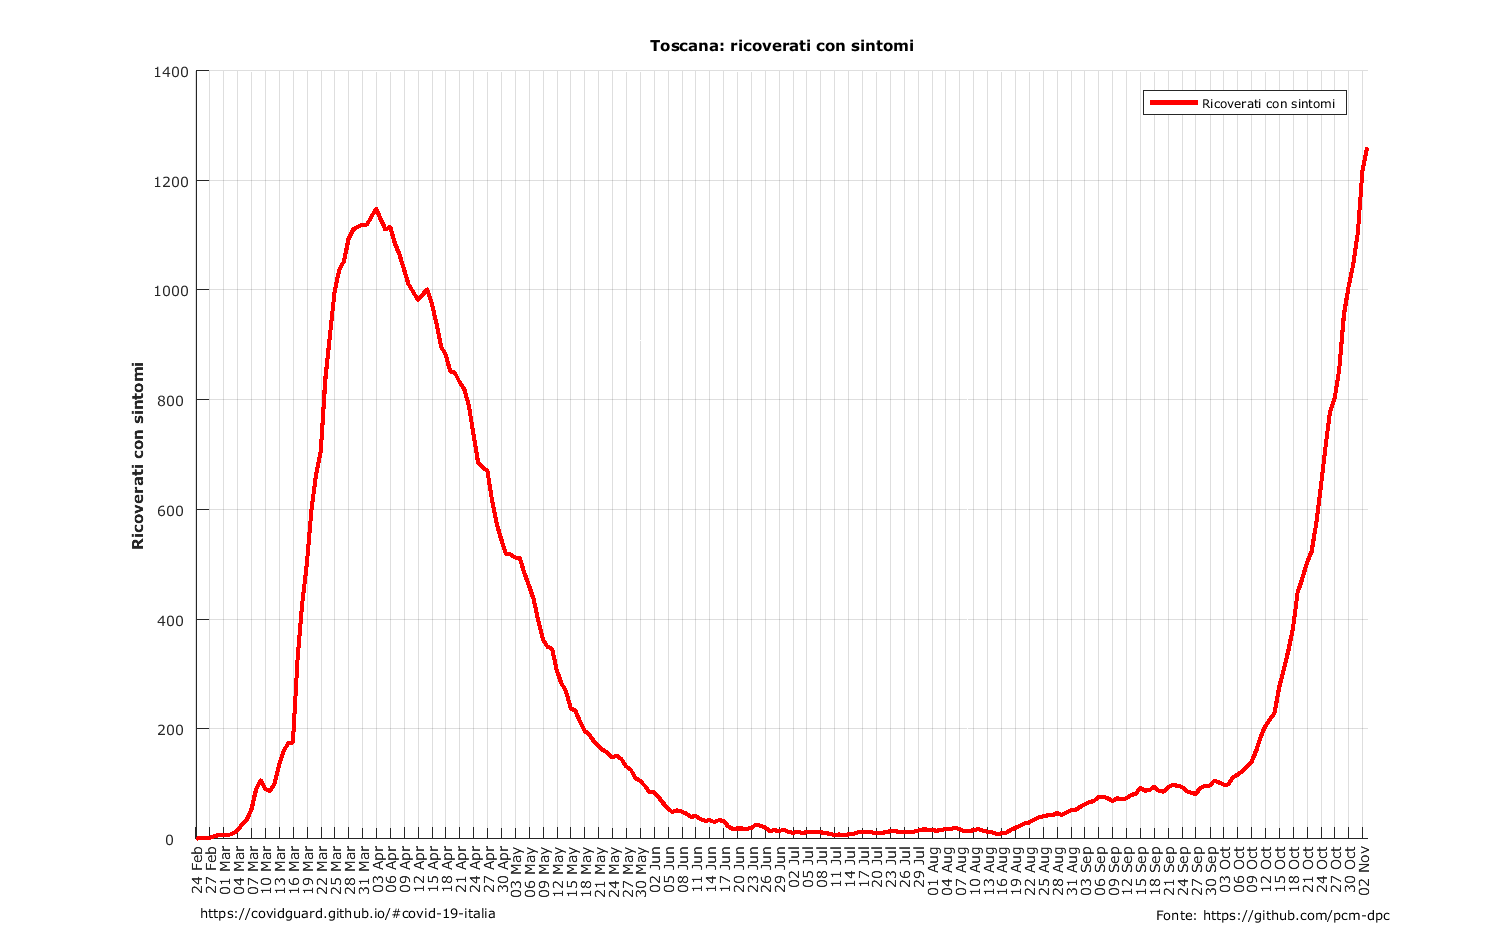 Toscana: ricoverati con sintomi
Ricoverati con sintomi
1400
1200
1000
800
600
400
200
0
Ricoverati con sintomi
24 Feb
27 Feb
01 Mar
04 Mar
07 Mar
10 Mar
13 Mar
16 Mar
19 Mar
22 Mar
25 Mar
28 Mar
31 Mar
03 Apr
06 Apr
09 Apr
12 Apr
15 Apr
18 Apr
21 Apr
24 Apr
27 Apr
30 Apr
03 May
06 May
09 May
12 May
15 May
18 May
21 May
24 May
27 May
30 May
02 Jun
05 Jun
08 Jun
11 Jun
14 Jun
17 Jun
20 Jun
23 Jun
26 Jun
29 Jun
02 Jul
05 Jul
08 Jul
11 Jul
14 Jul
17 Jul
20 Jul
23 Jul
26 Jul
29 Jul
01 Aug
04 Aug
07 Aug
10 Aug
13 Aug
16 Aug
19 Aug
22 Aug
25 Aug
28 Aug
31 Aug
03 Sep
06 Sep
09 Sep
12 Sep
15 Sep
18 Sep
21 Sep
24 Sep
27 Sep
30 Sep
03 Oct
06 Oct
09 Oct
12 Oct
15 Oct
18 Oct
21 Oct
24 Oct
27 Oct
30 Oct
02 Nov
https://covidguard.github.io/#covid-19-italia
Fonte: https://github.com/pcm-dpc